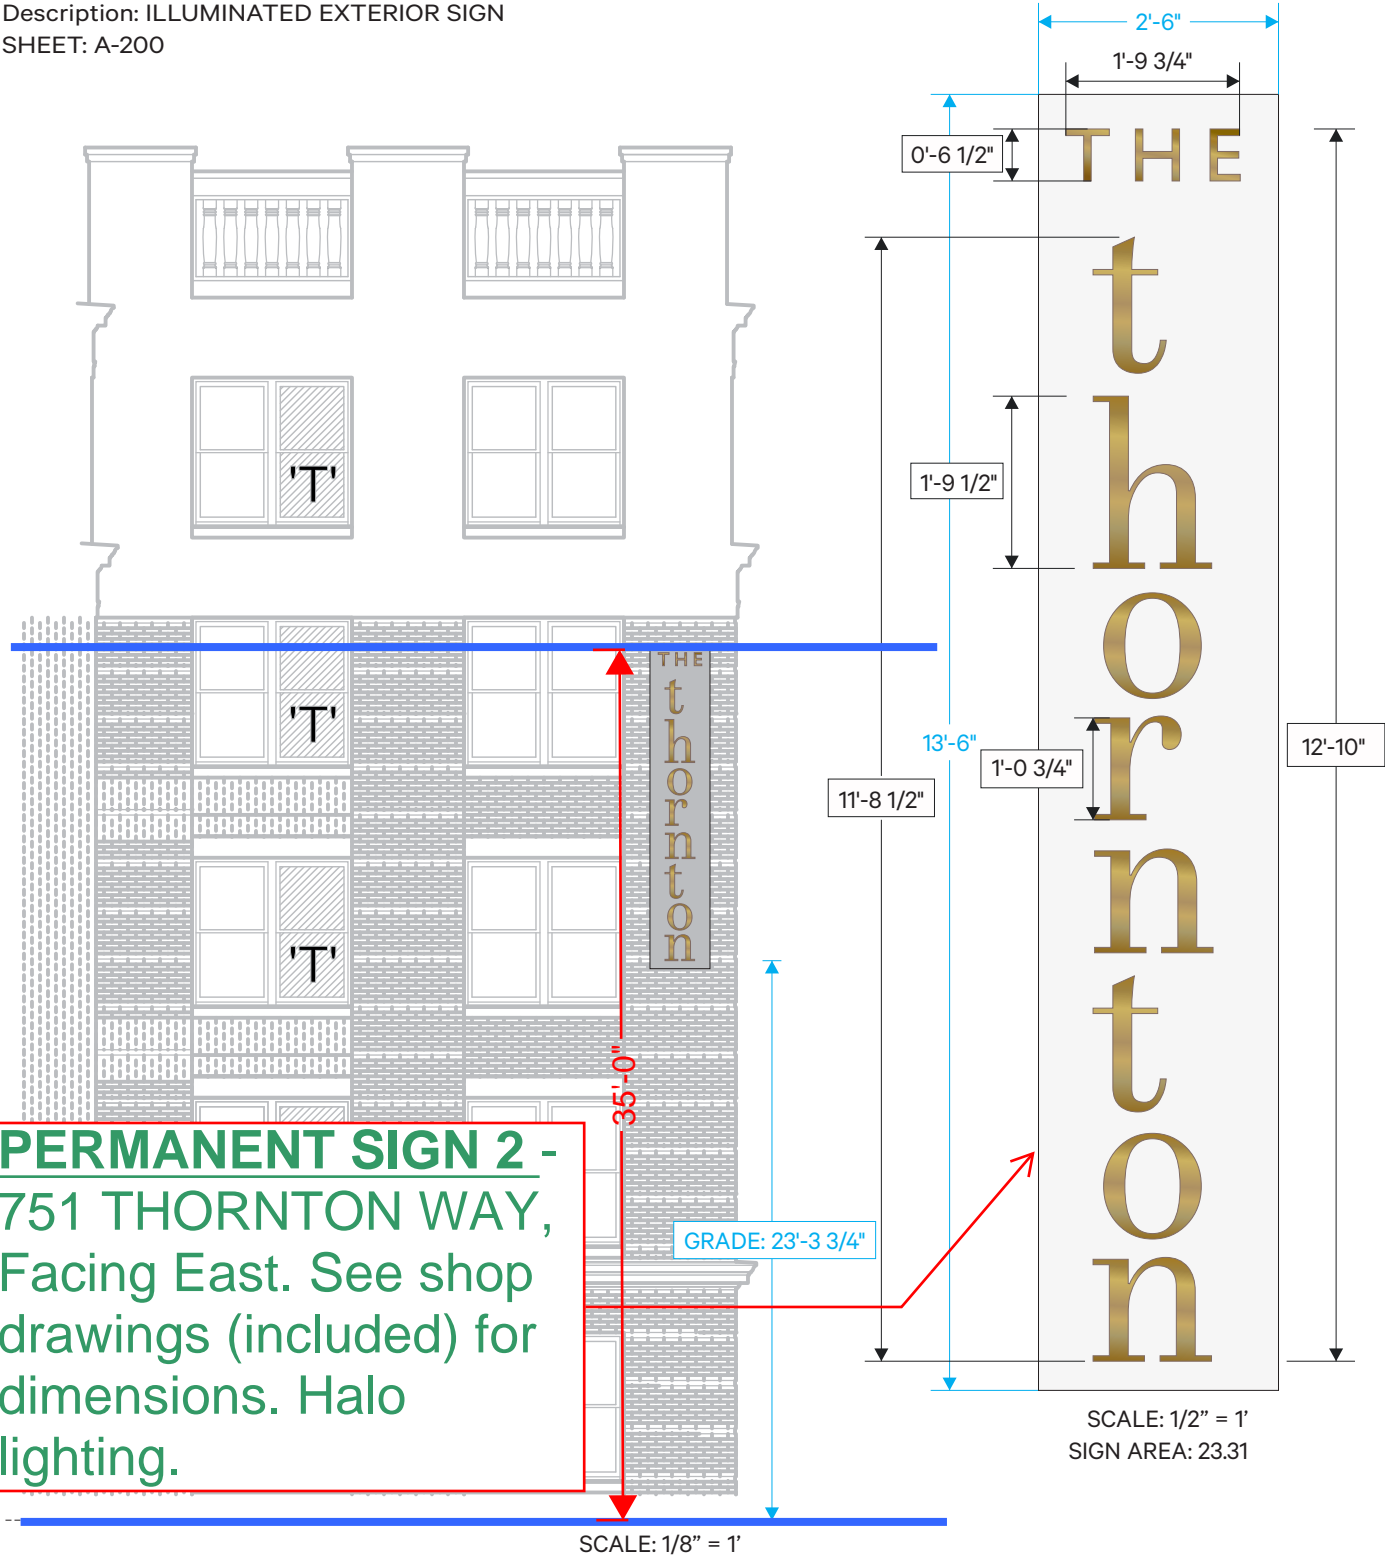 Description: ILLUMINATED EXTERIOR SIGN
SHEET: A-200
2'-6"
1'-9 3/4"
0'-6 1/2"
THE
t
h
o
r
n
t
o
n
1'-9 1/2"
13'-6"
1'-0 3/4"
11'-8 1/2"
12'-10"
SCALE: 1/2” = 1’
SIGN AREA: 23.31
'T'
'T'
'T'
THE
t
h
o
r
n
t
o
n
35'-0"
GRADE: 23'-3 3/4"
PERMANENT SIGN 2 -
751 THORNTON WAY,
Facing East. See shop
drawings (included) for
dimensions. Halo
lighting.
SCALE: 1/8” = 1’